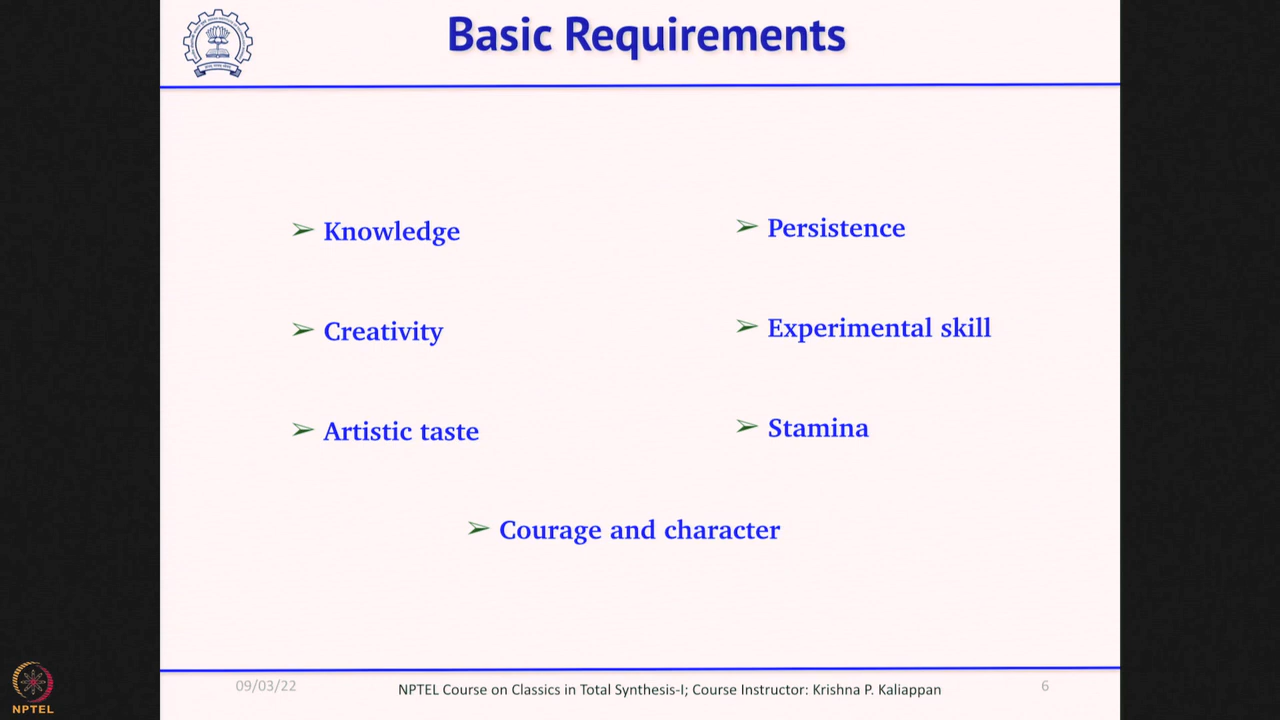 Basic Requirements
➢ Knowledge
➢ Persistence
➢ Creativity
➢ Experimental skill
➢ Artistic taste
➢ Stamina
➢ Courage and character
09/03/22
NPTEL Course on Classics in Total Synthesis-I; Course Instructor: Krishna P. Kaliappan
6
NPTEL